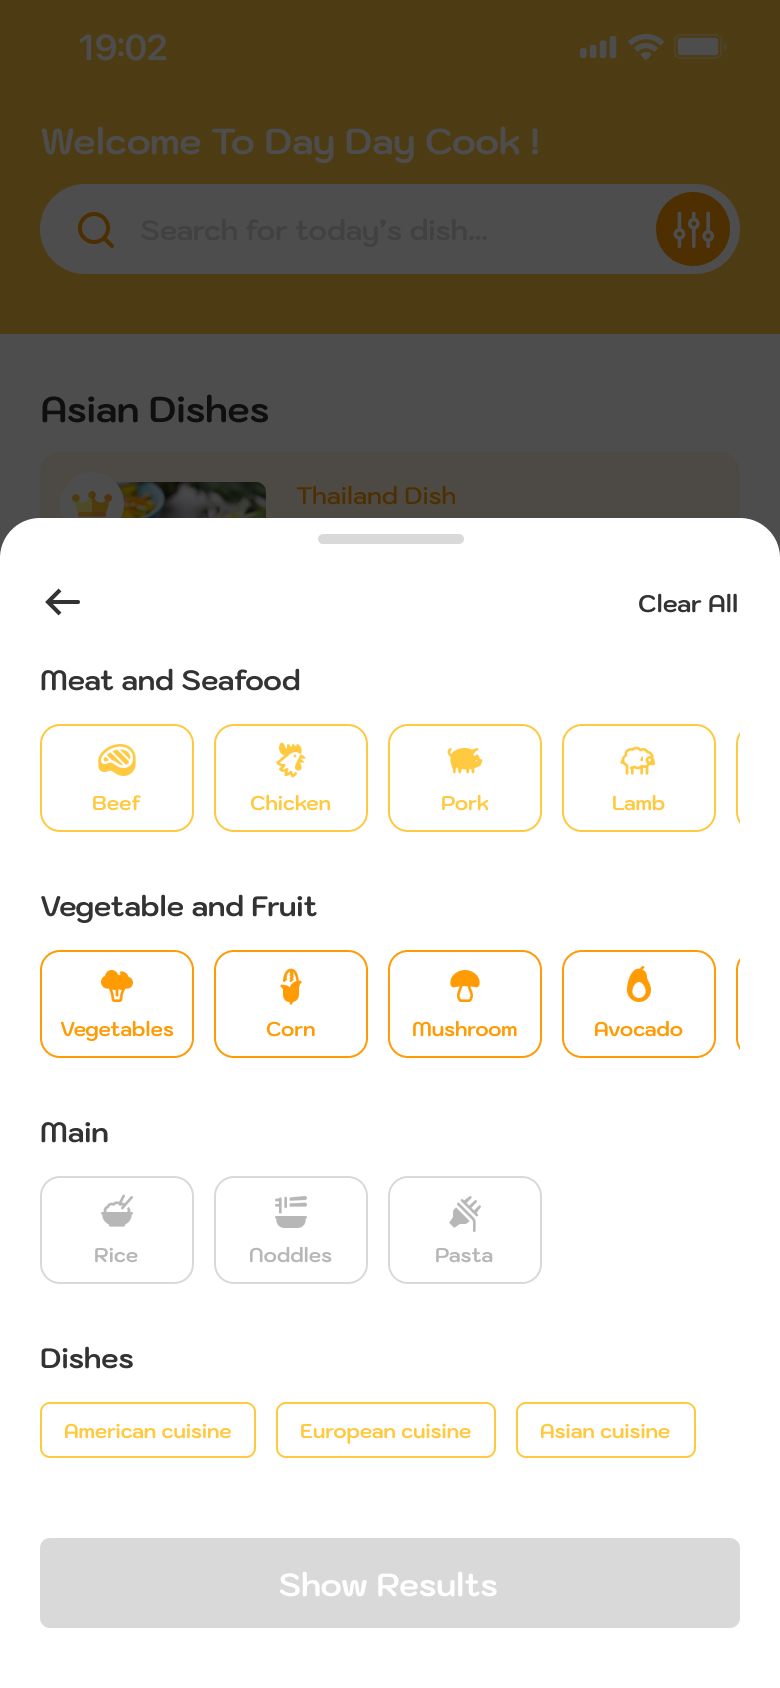 19:02
Welcome To Day Day Cook !
Search for today’s dish...
Asian Dishes
Thailand Dish
Clear All
Meat and Seafood
Beef
Chicken
Pork
Lamb
Vegetable and Fruit
Vegetables
Corn
Mushroom
Avocado
Main
Rice
Noddles
Pasta
Dishes
American cuisine
European cuisine
Asian cuisine
Show Results